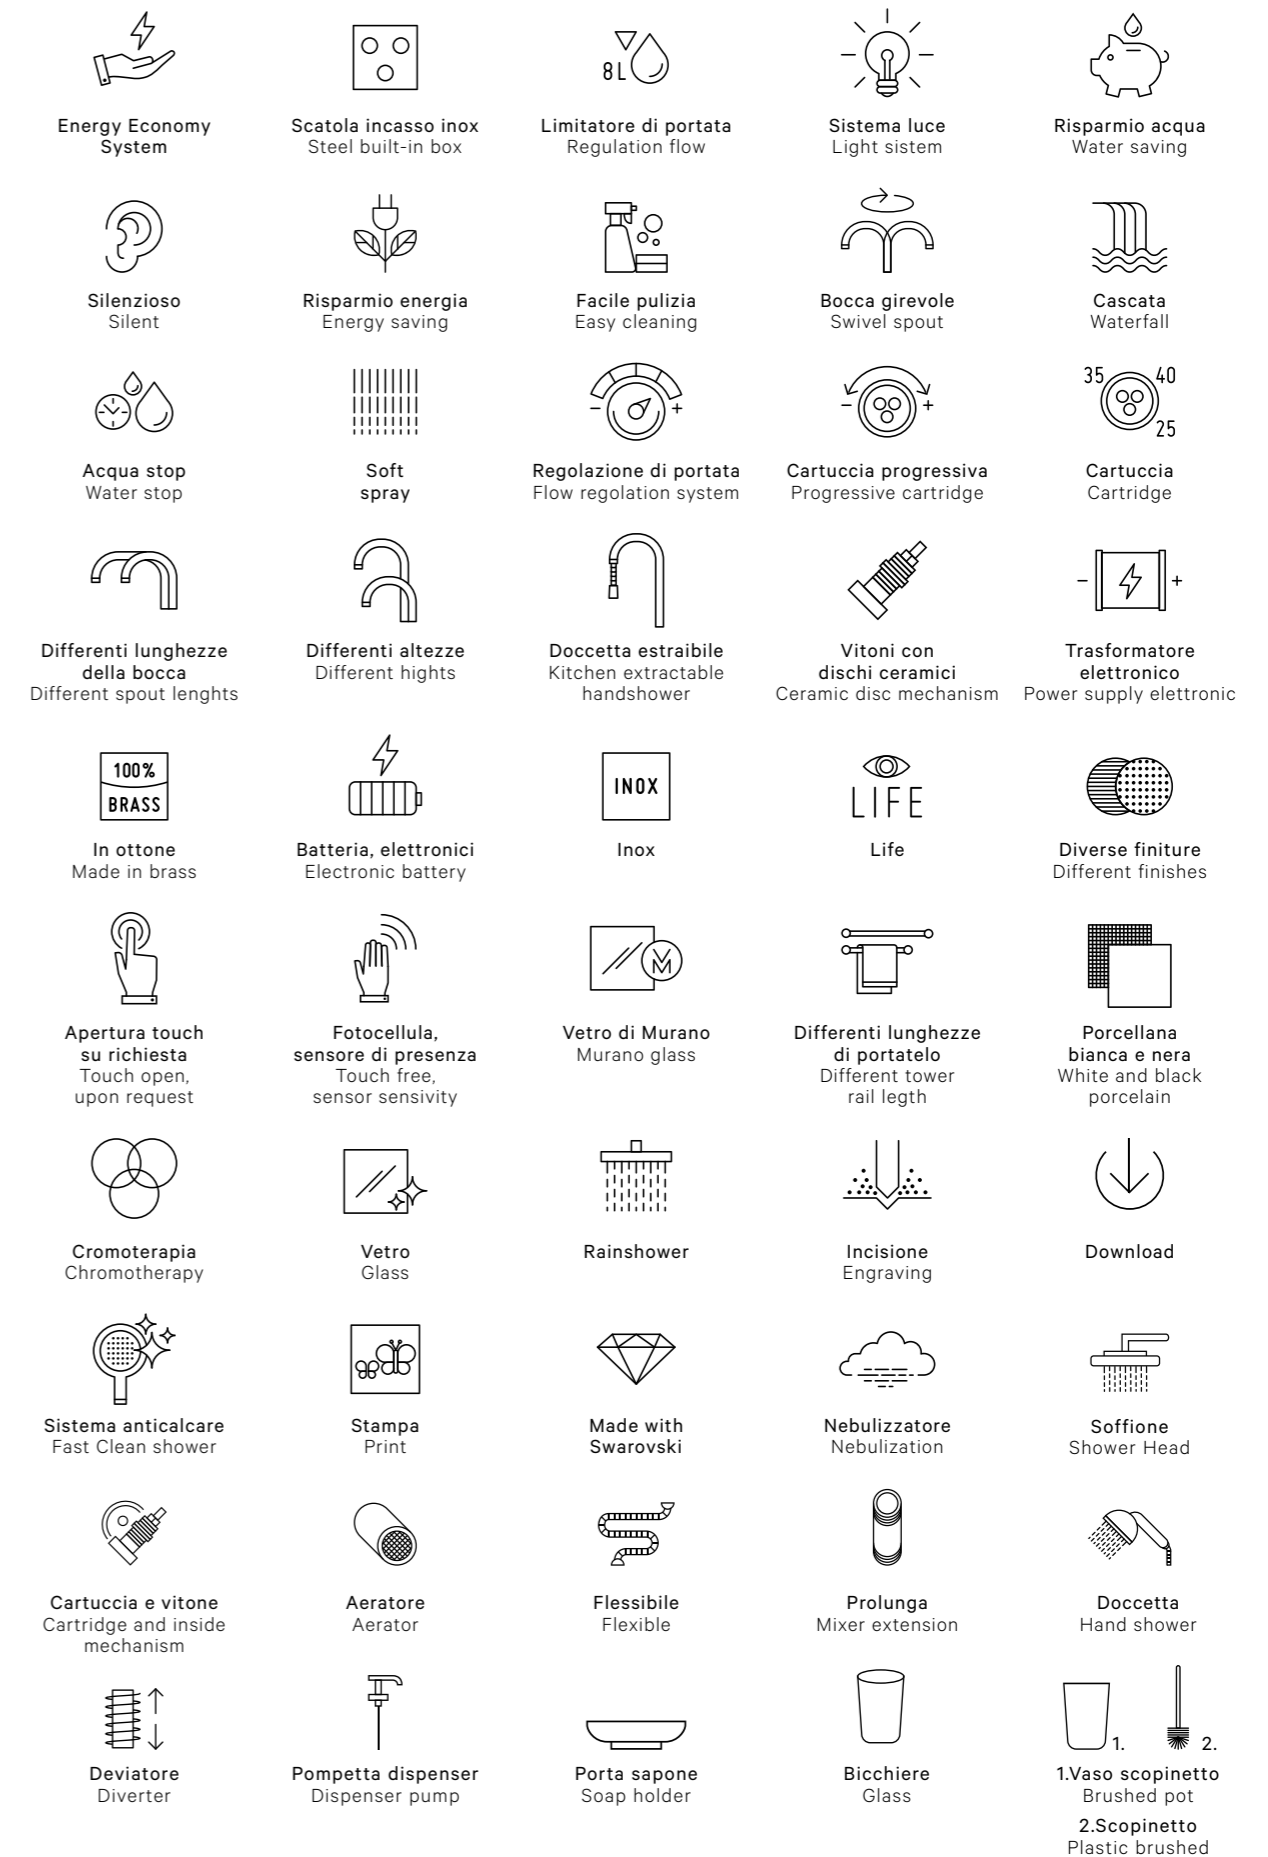 8L
Energy Economy
System
Scatola incasso inox
Steel built-in box
Limitatore di portata
Regulation flow
Sistema luce
Light sistem
Risparmio acqua
Water saving
Silenzioso
Silent
Risparmio energia
Energy saving
Facile pulizia
Easy cleaning
Bocca girevole
Swivel spout
Cascata
Waterfall
Acqua stop
Water stop
Soft
spray
- +
Regolazione di portata
Flow regolation system
- +
Cartuccia progressiva
Progressive cartridge
35 40
25
Cartuccia
Cartridge
Differenti lunghezze
della bocca
Different spout lenghts
Differenti altezze
Different hights
Doccetta estraibile
Kitchen extractable
handshower
Vitoni con
dischi ceramici
Ceramic disc mechanism
- +
Trasformatore
elettronico
Power supply elettronic
100%
BRASS
In ottone
Made in brass
Batteria, elettronici
Electronic battery
INOX
Inox
LIFE
Life
Diverse finiture
Different finishes
Apertura touch
su richiesta
Touch open,
upon request
Fotocellula,
sensore di presenza
Touch free,
sensor sensivity
VM
Vetro di Murano
Murano glass
Differenti lunghezze
di portatelo
Different tower
rail legth
Porcellana
bianca e nera
White and black
porcelain
Cromoterapia
Chromotherapy
Vetro
Glass
Rainshower
Incisione
Engraving
Download
Sistema anticalcare
Fast Clean shower
Stampa
Print
Made with
Swarovski
Nebulizzatore
Nebulization
Soffione
Shower Head
Cartuccia e vitone
Cartridge and inside
mechanism
Aeratore
Aerator
Flessibile
Flexible
Prolunga
Mixer extension
Doccetta
Hand shower
Deviatore
Diverter
Pompetta dispenser
Dispenser pump
Porta sapone
Soap holder
Bicchiere
Glass
1. 2.
1.Vaso scopinetto
Brushed pot
2.Scopinetto
Plastic brushed